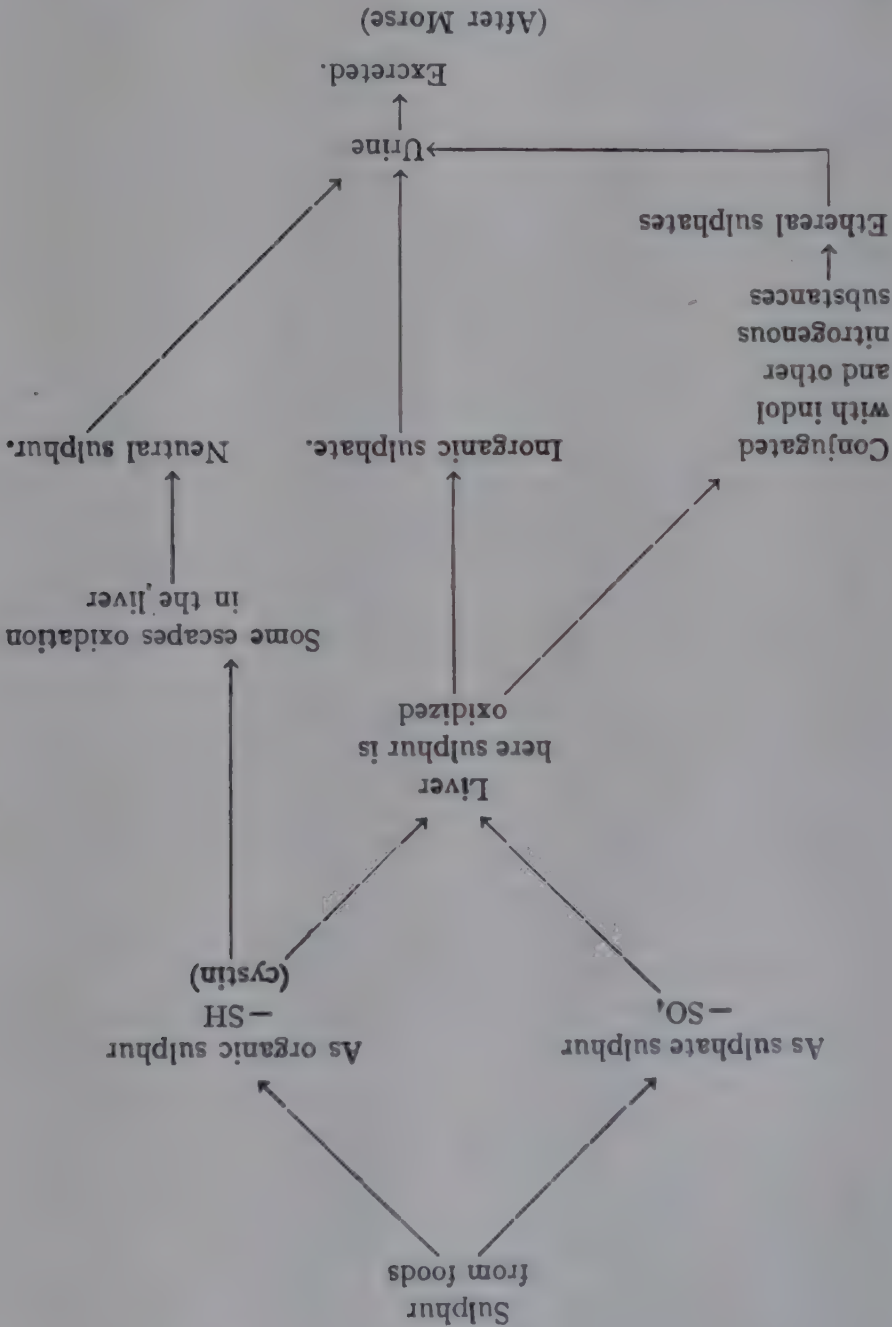 Sulphur
from foods
As sulphate sulphur
—SO₄
As organic sulphur
—SH
(cystin)
Liver
here sulphur is
oxidized
Some escapes oxidation
in the liver
Conjugated
with indol
and other
nitrogenous
substances
Inorganic sulphate.
Neutral sulphur.
Ethereal sulphates
Urine
Excreted.
(After Morse)